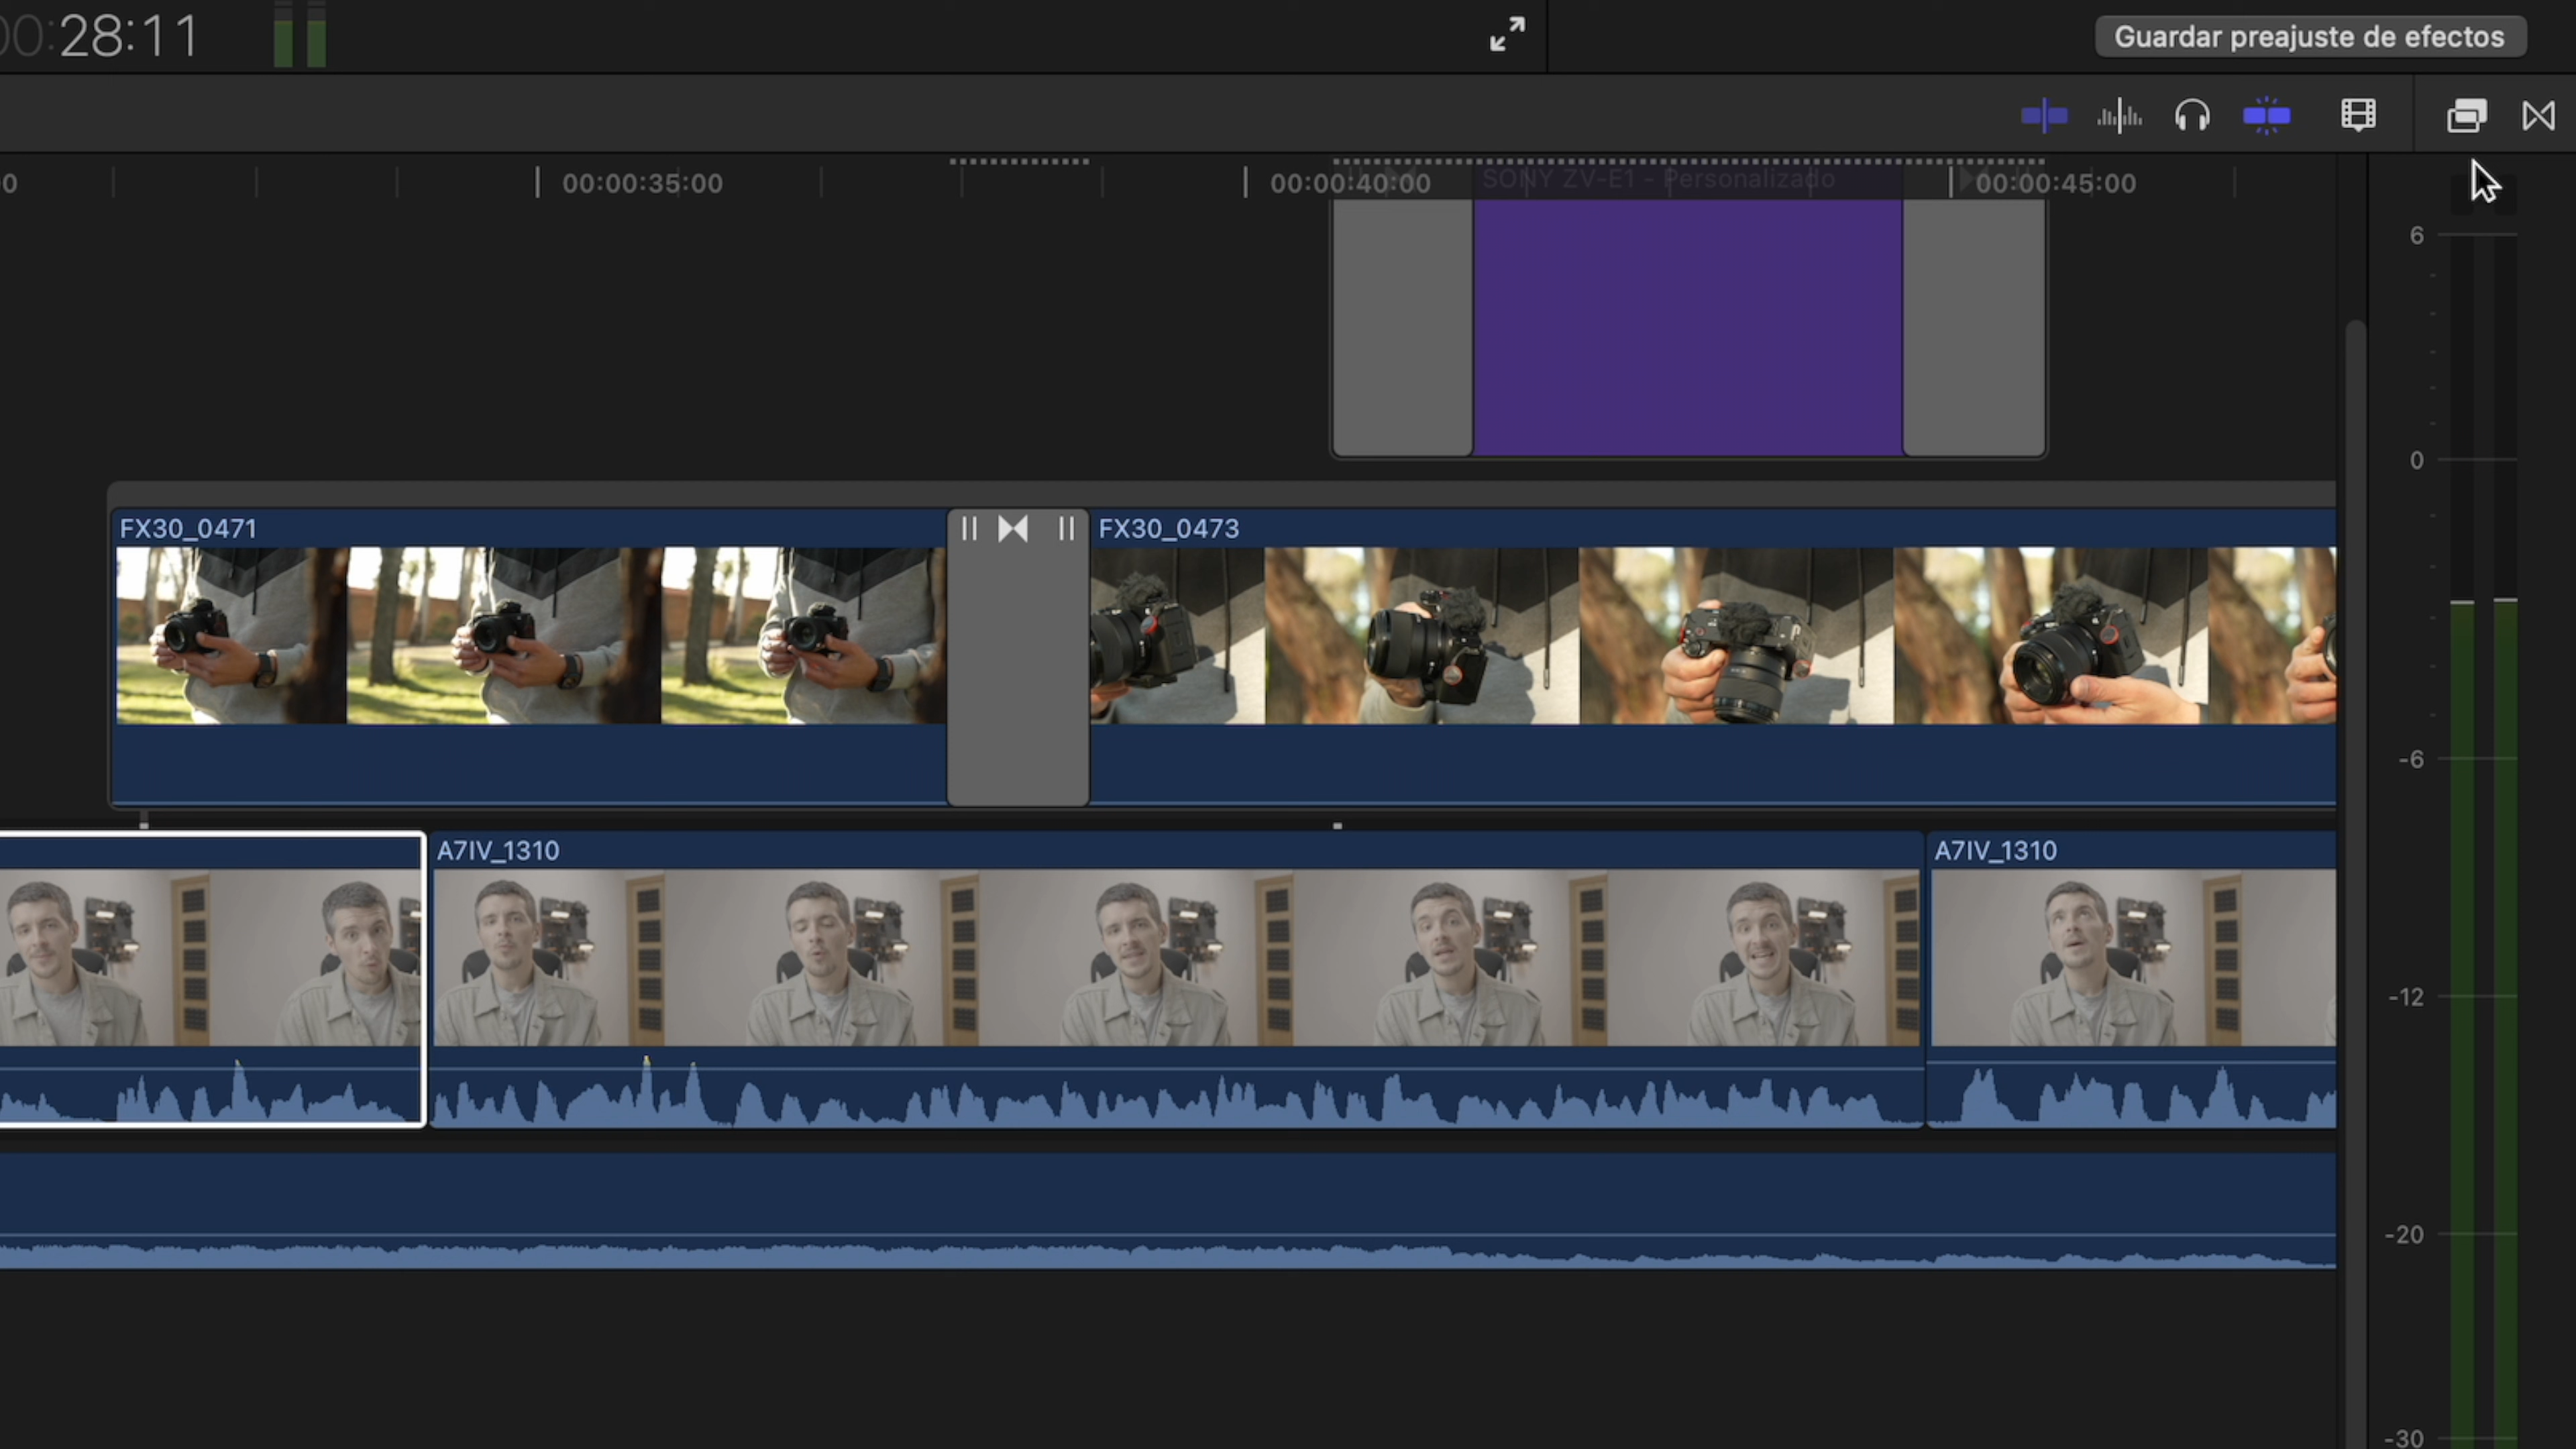 00:28:11
Guardar preajuste de efectos
00:00:35:00
00:00:40:00
00:00:45:00
SONY ZV-E1 - Personalizado
6
0
FX30_0471
FX30_0473
-6
A7IV_1310
A7IV_1310
-12
-20
-30